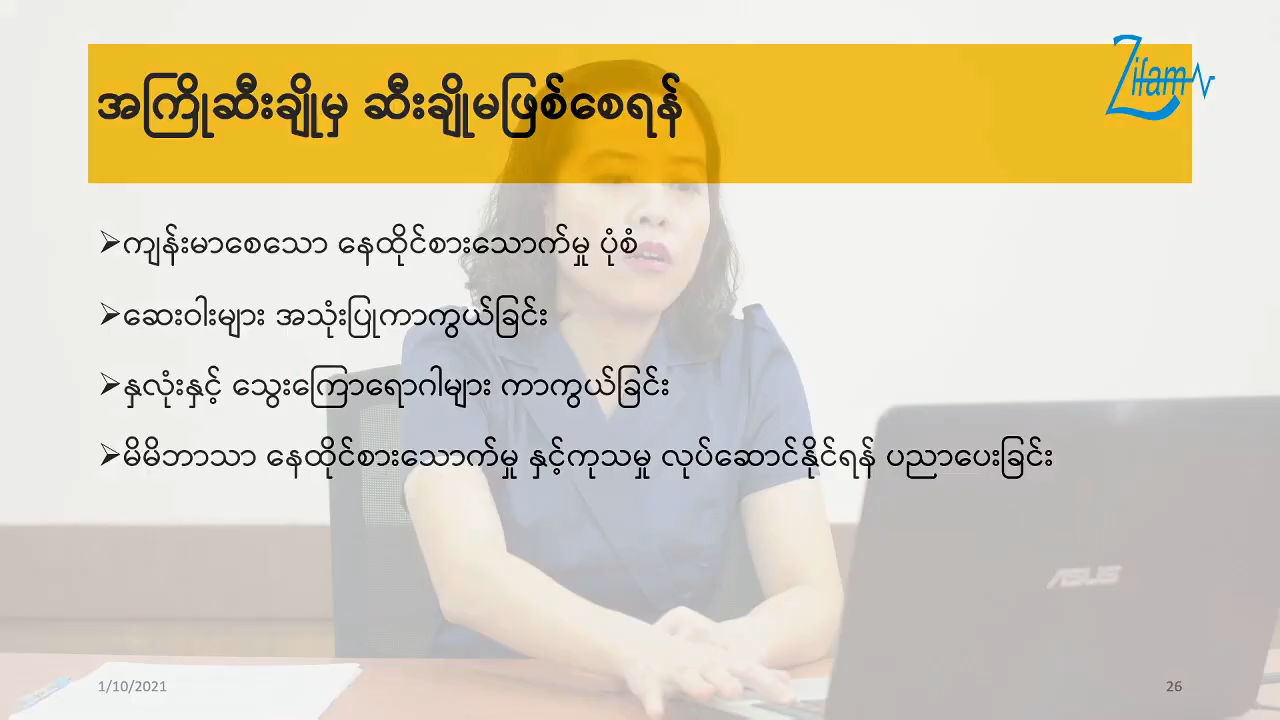 Zifam
အကြိုဆီးချိုမှ ဆီးချိုမဖြစ်စေရန်
➢ကျန်းမာစေသော နေထိုင်စားသောက်မှု ပုံစံ
➢ဆေးဝါးများ အသုံးပြုကာကွယ်ခြင်း
➢နှလုံးနှင့် သွေးကြောရောဂါများ ကာကွယ်ခြင်း
➢မိမိဘာသာ နေထိုင်စားသောက်မှု နှင့်ကုသမှု လုပ်ဆောင်နိုင်ရန် ပညာပေးခြင်း
ASUS
1/10/2021
26